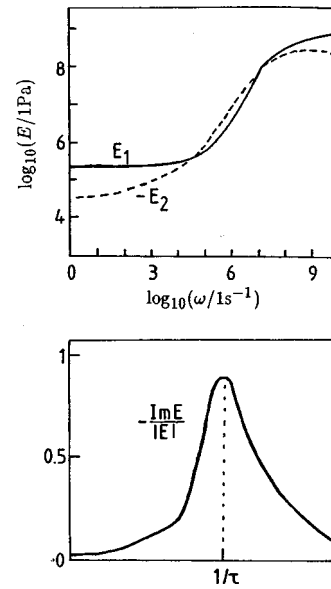 log₁₀(E/1Pa)
8
6
4
E₁
-E₂
0 3 6 9
log₁₀(ω/1s⁻¹)
1
0.5
0
-ImE
|E|
1/τ